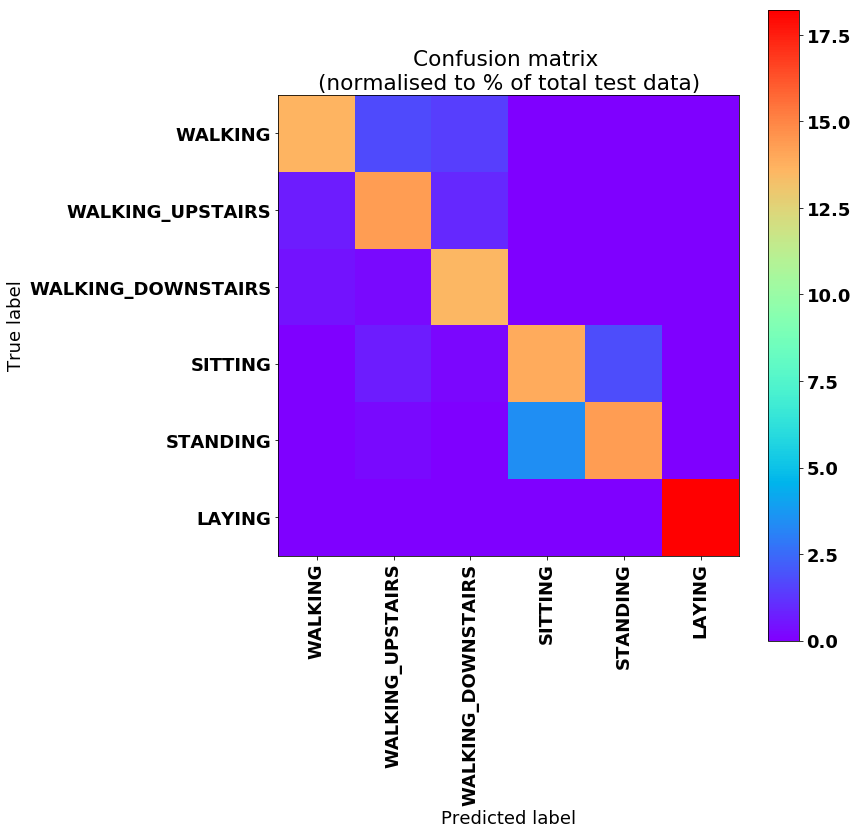 Confusion matrix
(normalised to % of total test data)
True label
WALKING
WALKING_UPSTAIRS
WALKING_DOWNSTAIRS
SITTING
STANDING
LAYING
WALKING
WALKING_UPSTAIRS
WALKING_DOWNSTAIRS
SITTING
STANDING
LAYING
Predicted label
17.5
15.0
12.5
10.0
7.5
5.0
2.5
0.0